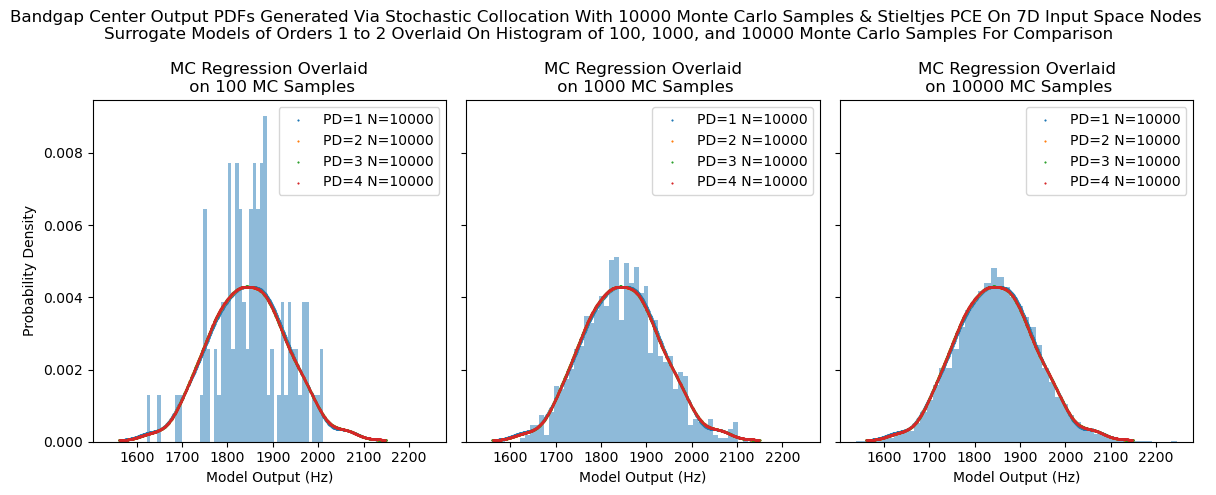 Bandgap Center Output PDFs Generated Via Stochastic Collocation With 10000 Monte Carlo Samples & Stieltjes PCE On 7D Input Space Nodes
Surrogate Models of Orders 1 to 2 Overlaid On Histogram of 100, 1000, and 10000 Monte Carlo Samples For Comparison
MC Regression Overlaid
on 100 MC Samples
PD=1 N=10000
PD=2 N=10000
PD=3 N=10000
PD=4 N=10000
0.008
0.006
0.004
0.002
0.000
Probability Density
1600 1700 1800 1900 2000 2100 2200
Model Output (Hz)
MC Regression Overlaid
on 1000 MC Samples
PD=1 N=10000
PD=2 N=10000
PD=3 N=10000
PD=4 N=10000
1600 1700 1800 1900 2000 2100 2200
Model Output (Hz)
MC Regression Overlaid
on 10000 MC Samples
PD=1 N=10000
PD=2 N=10000
PD=3 N=10000
PD=4 N=10000
1600 1700 1800 1900 2000 2100 2200
Model Output (Hz)